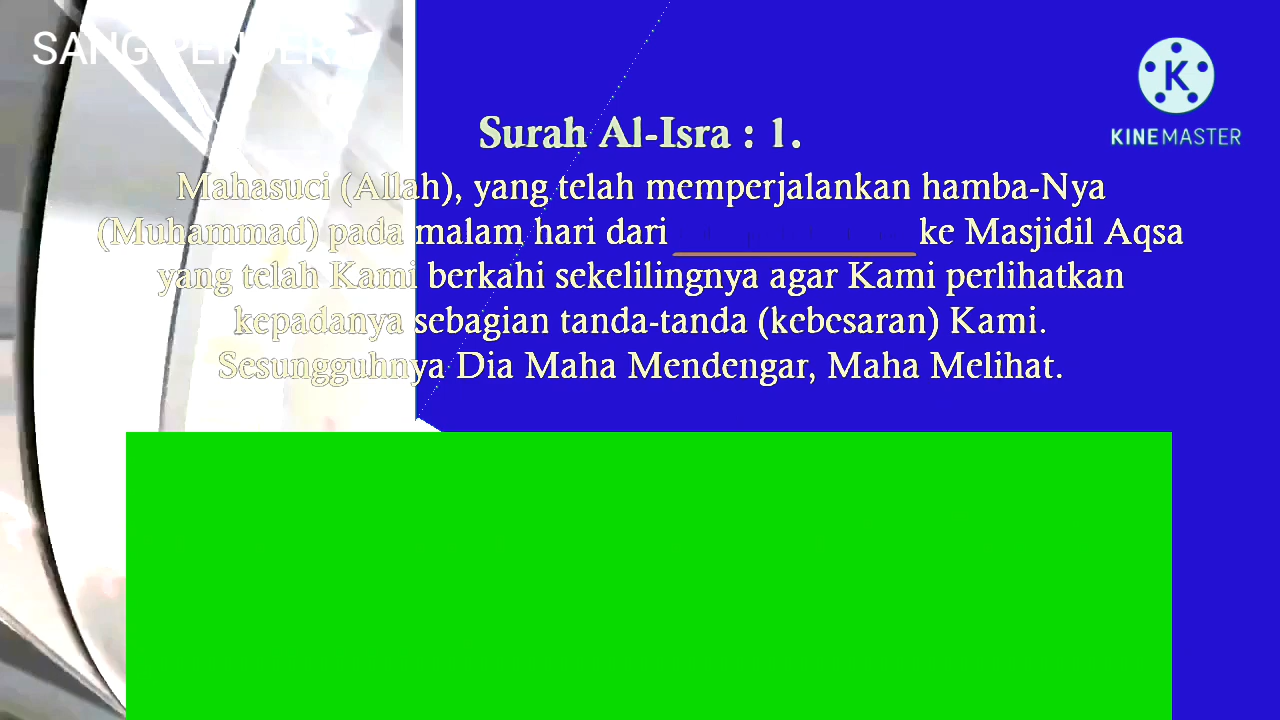 SANG PENDER
KINEMASTER
Surah Al-Isra : 1.
Mahasuci (Allah), yang telah memperjalankan hamba-Nya
(Muhammad) pada malam hari dari ke Masjidil Aqsa
yang telah Kami berkahi sekelilingnya agar Kami perlihatkan
kepadanya sebagian tanda-tanda (kebesaran) Kami.
Sesungguhnya Dia Maha Mendengar, Maha Melihat.